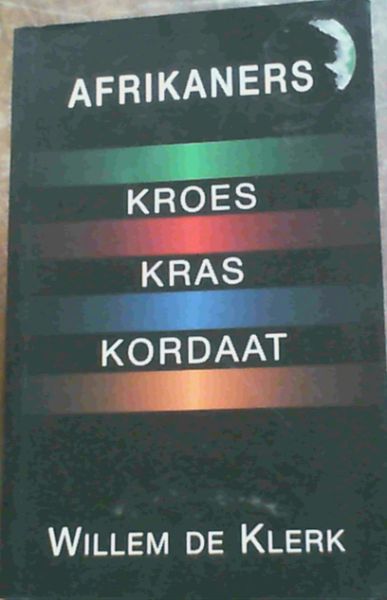 AFRIKANERS
KROES
KRAS
KORDAAT
WILLEM DE KLERK